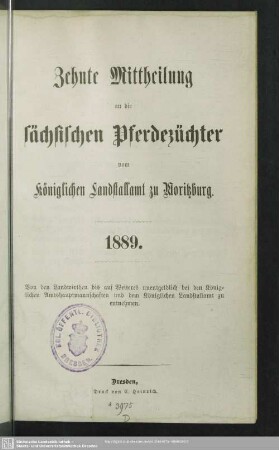 Zehnte Mittheilung
an die
sächsischen Pferdezüchter
vom
Königlichen Landstallamt zu Moritzburg.
1889.
Von den Landwirthen bis auf Weiteres unentgeldlich bei den König-
lichen Amtshauptmannschaften und dem Königlichen Landstallamt zu
entnehmen.
Dresden,
Druck von C. Heinrich.